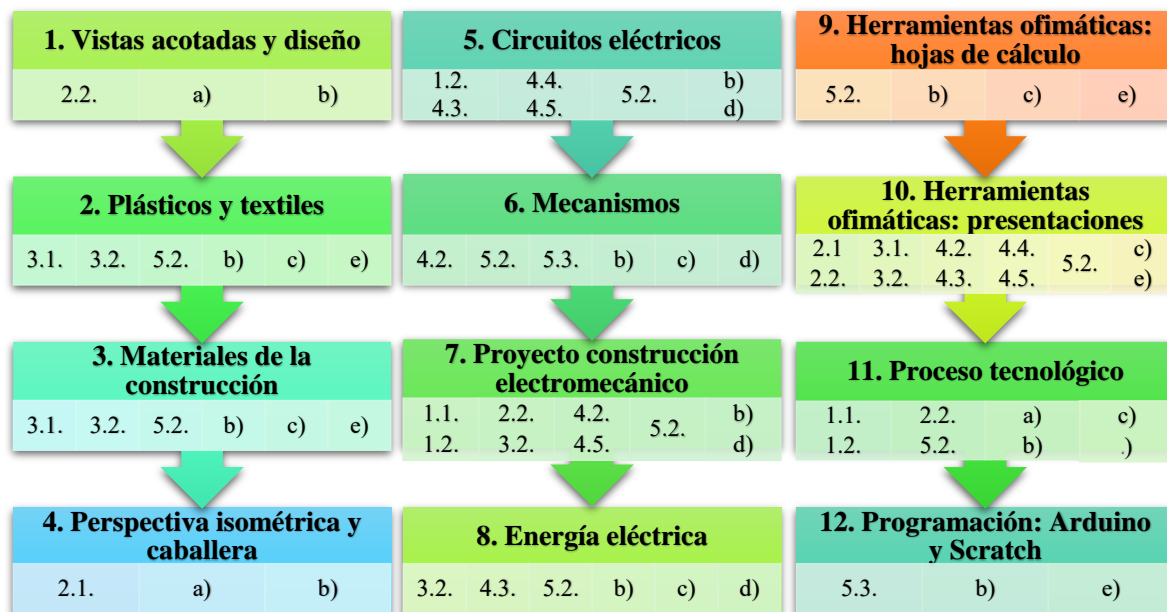 1. Vistas acotadas y diseño
2.2. a) b)
2. Plásticos y textiles
3.1. 3.2. 5.2. b) c) e)
3. Materiales de la
construcción
3.1. 3.2. 5.2. b) c) e)
4. Perspectiva isométrica y
caballera
2.1. a) b)
5. Circuitos eléctricos
1.2. 4.4. 5.2. b)
4.3. 4.5. d)
6. Mecanismos
4.2. 5.2. 5.3. b) c) d)
7. Proyecto construcción
electromecánico
1.1. 2.2. 4.2. 5.2. b)
1.2. 3.2. 4.5. d)
8. Energía eléctrica
3.2. 4.3. 5.2. b) c) d)
9. Herramientas ofimáticas:
hojas de cálculo
5.2. b) c) e)
10. Herramientas
ofimáticas: presentaciones
2.1 3.1. 4.2. 4.4. 5.2. c)
2.2. 3.2. 4.3. 4.5. e)
11. Proceso tecnológico
1.1. 2.2. a) c)
1.2. 5.2. b) .)
12. Programación: Arduino
y Scratch
5.3. b) e)